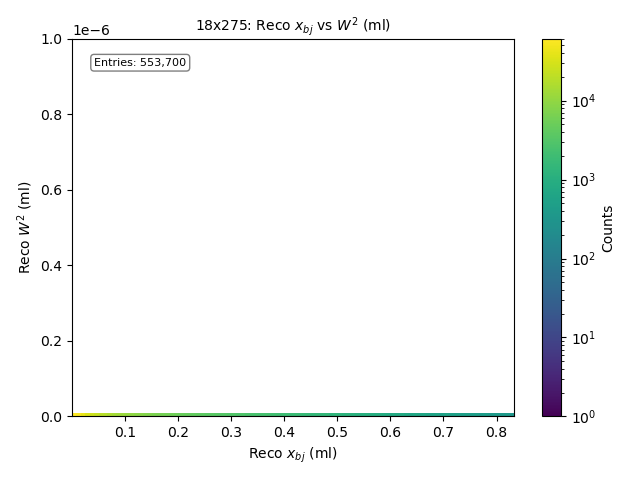 18x275: Reco $x_{bj}$ vs $W^2$ (ml)
1e−6
Entries: 553,700
1.0
0.8
0.6
0.4
0.2
0.0
Reco $W^2$ (ml)
0.1 0.2 0.3 0.4 0.5 0.6 0.7 0.8
Reco $x_{bj}$ (ml)
$10^4$
$10^3$
$10^2$
$10^1$
$10^0$
Counts